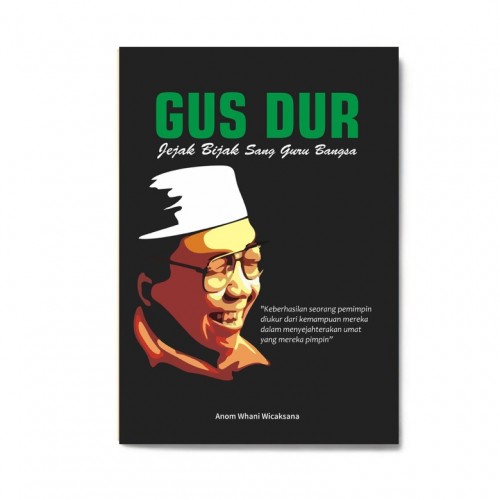 GUS DUR
Jejak Bijak Sang Guru Bangsa
"Keberhasilan seorang pemimpin
diukur dari kemampuan mereka
dalam menyejahterakan umat
yang mereka pimpin"
Anom Whani Wicaksana